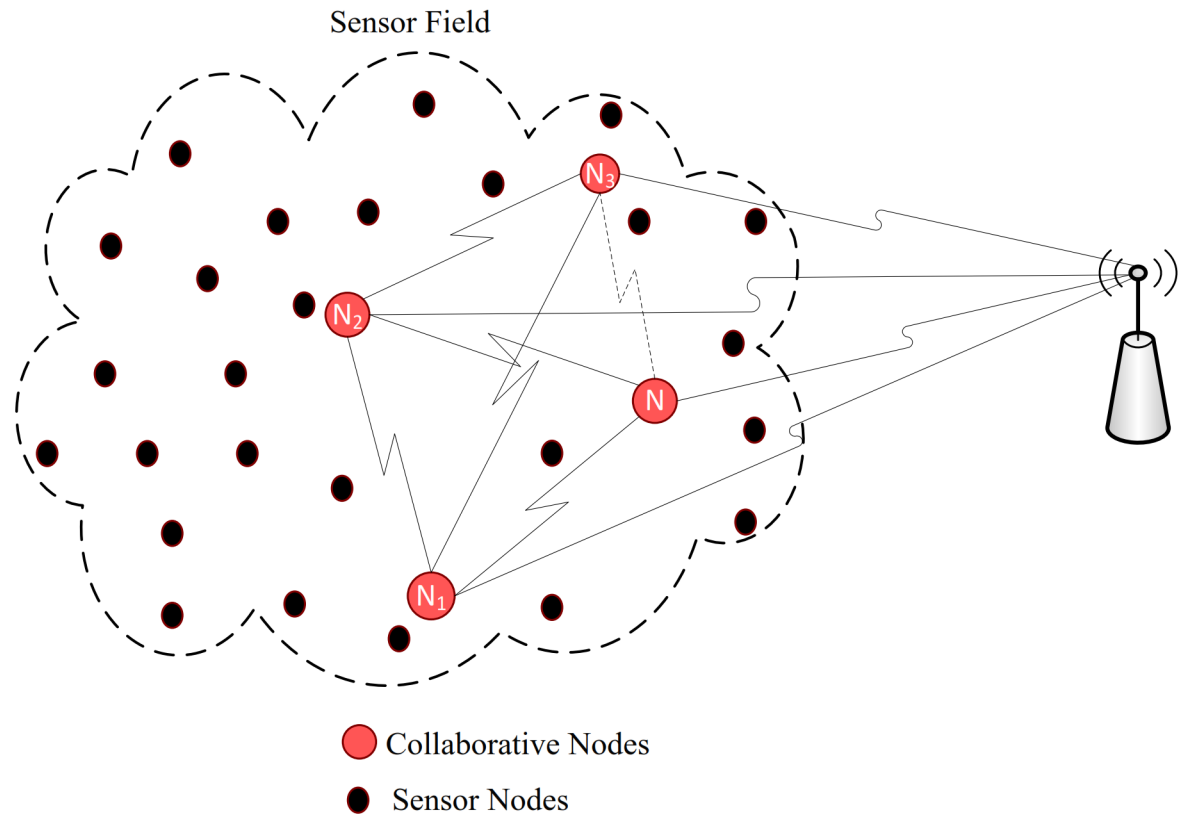 Sensor Field
N₃
N₂
N
N₁
Collaborative Nodes
Sensor Nodes